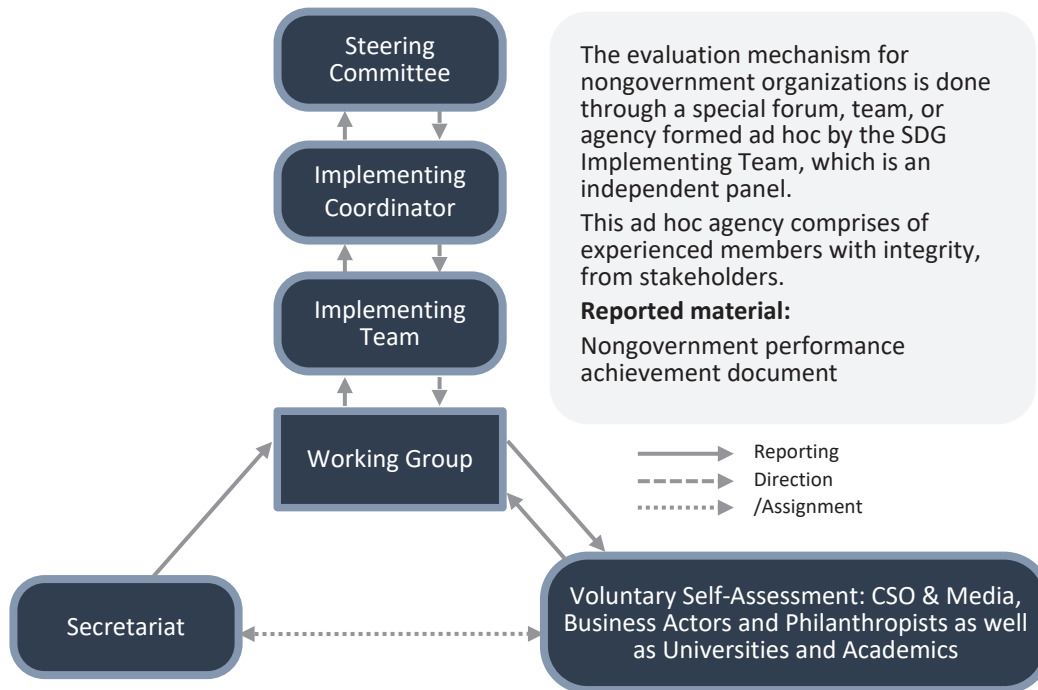 Steering
Committee
Implementing
Coordinator
Implementing
Team
Working Group
Secretariat
Voluntary Self-Assessment: CSO & Media,
Business Actors and Philanthropists as well
as Universities and Academics
The evaluation mechanism for
nongovernment organizations is done
through a special forum, team, or
agency formed ad hoc by the SDG
Implementing Team, which is an
independent panel.
This ad hoc agency comprises of
experienced members with integrity,
from stakeholders.
Reported material:
Nongovernment performance
achievement document
Reporting
Direction
/Assignment